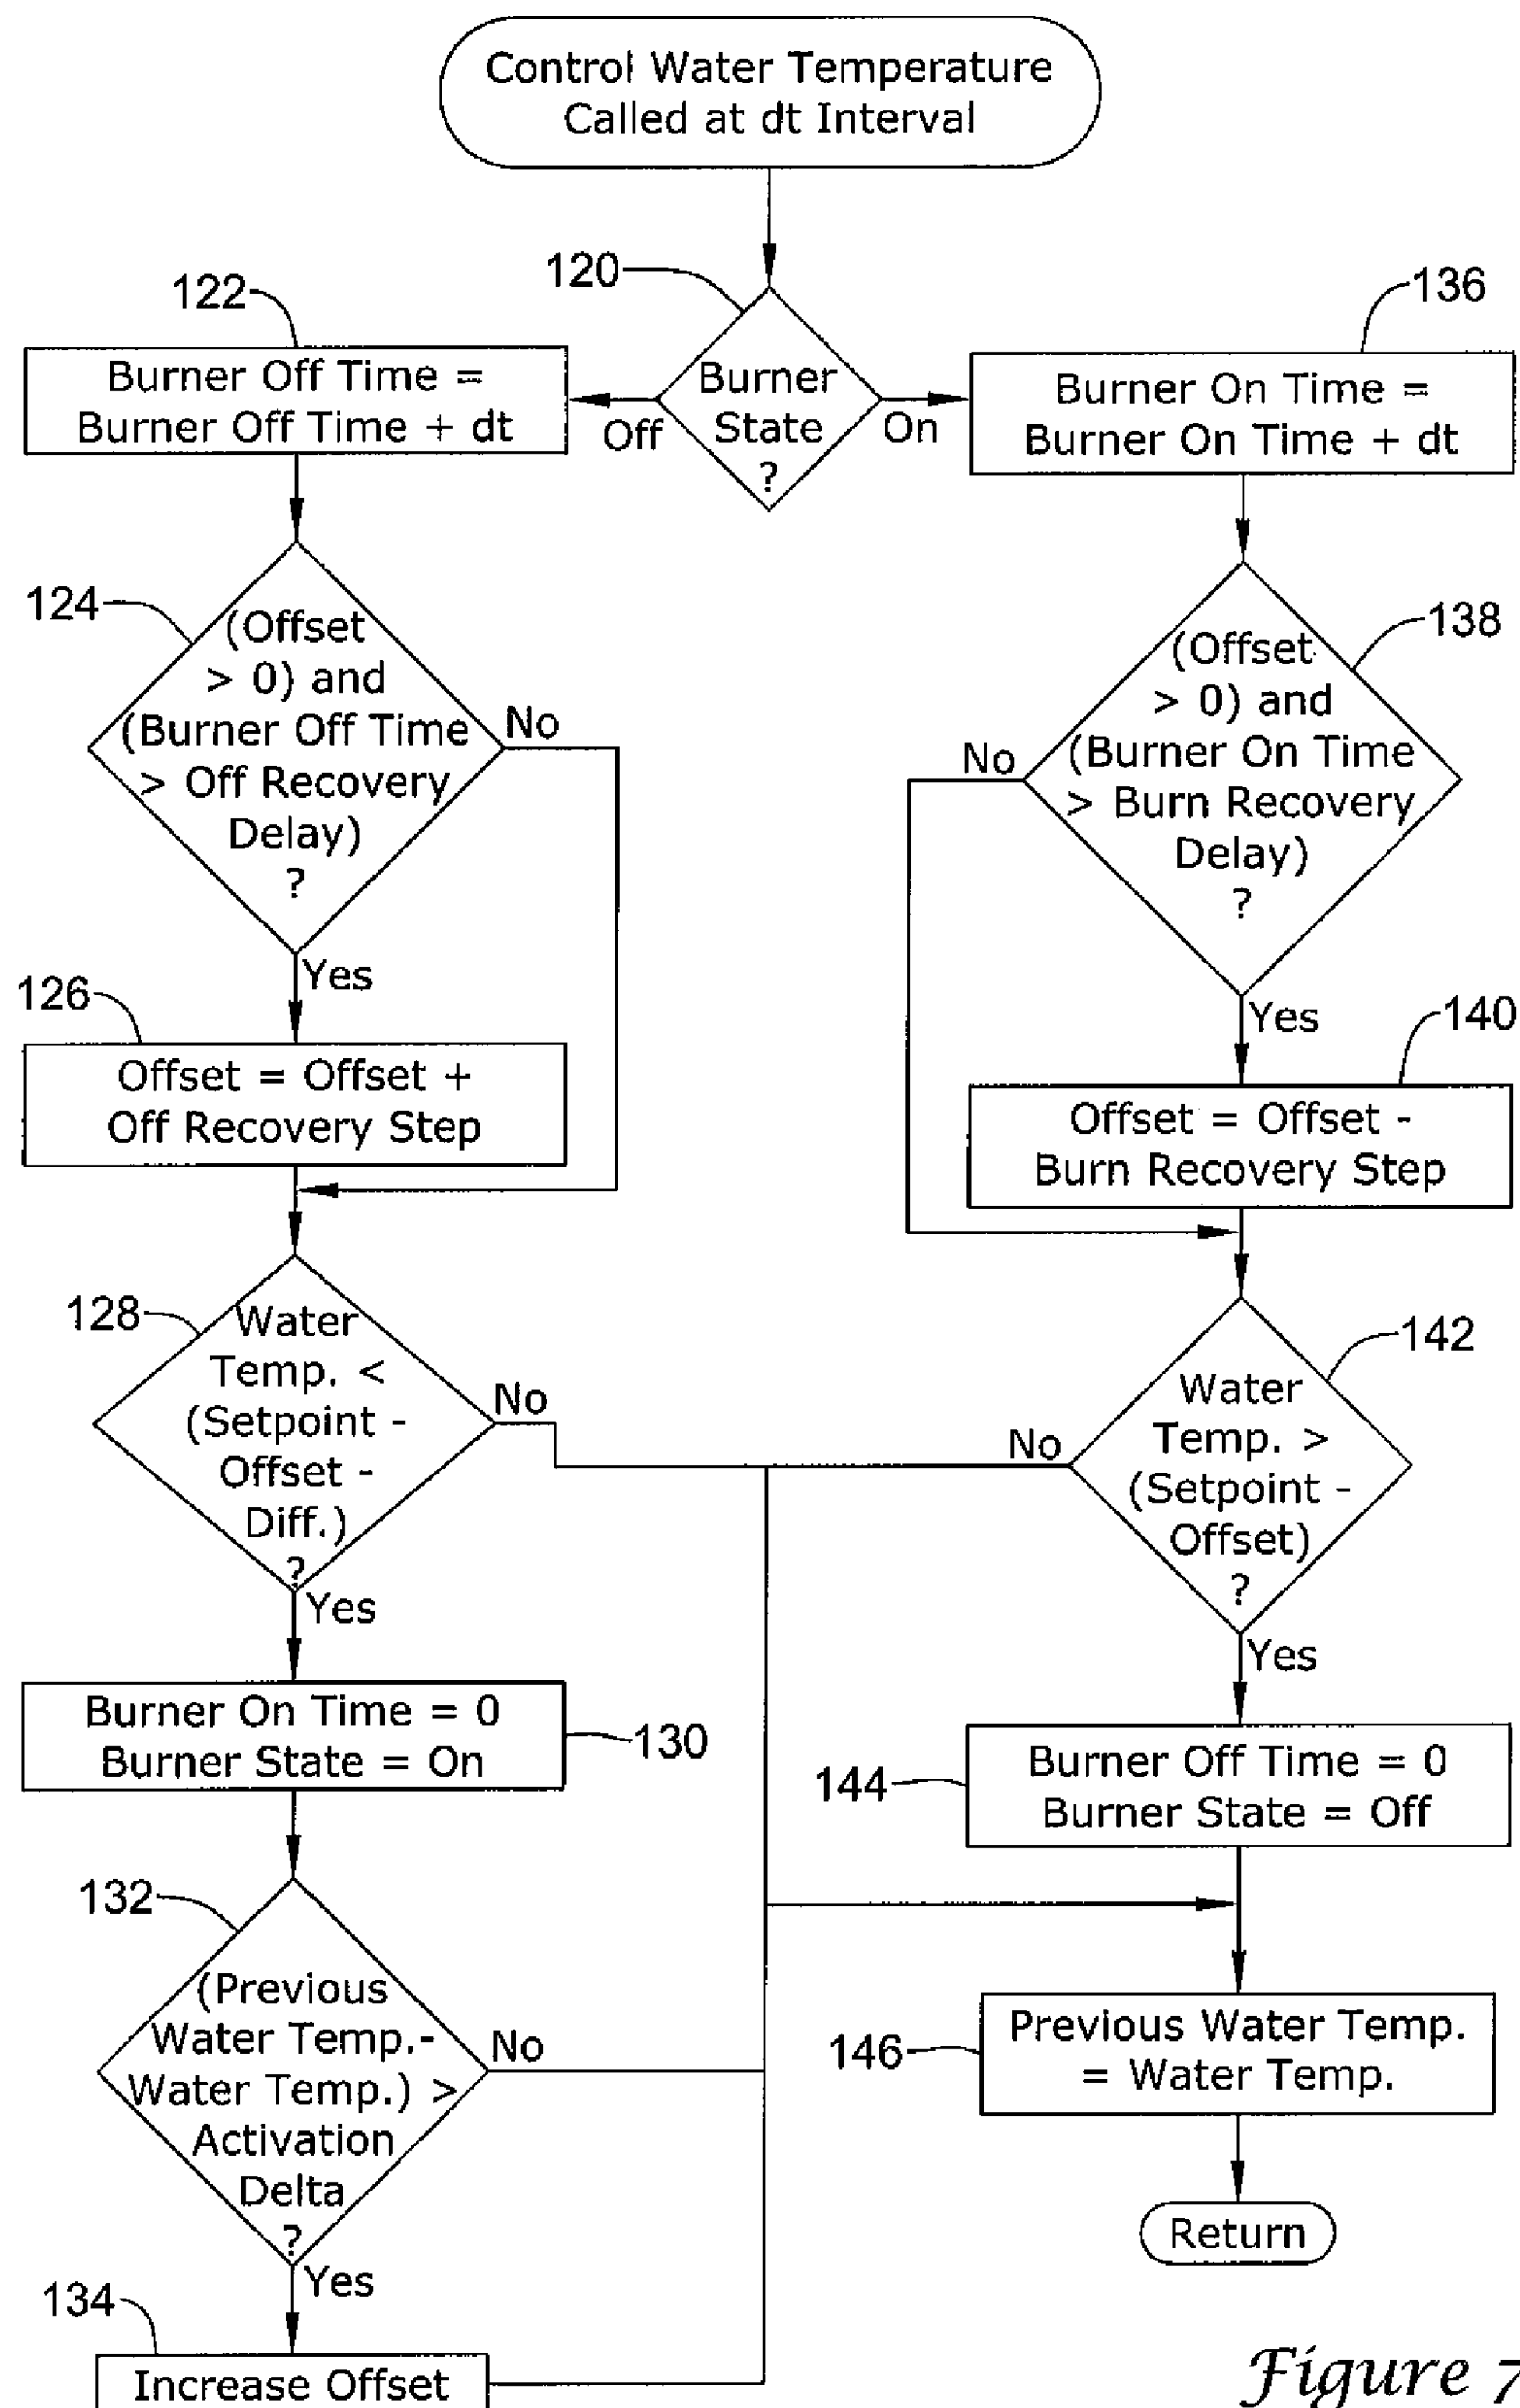 Control Water Temperature
Called at dt Interval
120
Burner
State
?
Off
On
122
Burner Off Time =
Burner Off Time + dt
124
(Offset
> 0) and
(Burner Off Time
> Off Recovery
Delay)
?
No
Yes
126
Offset = Offset +
Off Recovery Step
128
Water
Temp. <
(Setpoint -
Offset -
Diff.)
?
No
Yes
Burner On Time = 0
Burner State = On
130
132
(Previous
Water Temp.-
Water Temp.) >
Activation
Delta
?
No
Yes
134
Increase Offset
136
Burner On Time =
Burner On Time + dt
138
(Offset
> 0) and
(Burner On Time
> Burn Recovery
Delay)
?
No
Yes
140
Offset = Offset -
Burn Recovery Step
142
Water
Temp. >
(Setpoint -
Offset)
?
No
Yes
144
Burner Off Time = 0
Burner State = Off
146
Previous Water Temp.
= Water Temp.
Return
Figure 7